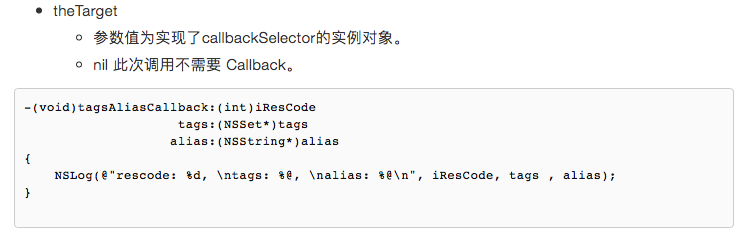 theTarget
参数值为实现了callbackSelector的实例对象。
nil 此次调用不需要 Callback。
-(void)tagsAliasCallback:(int)iResCode
tags:(NSSet*)tags
alias:(NSString*)alias
{
NSLog(@"rescode: %d, \ntags: %@, \nalias: %@\n", iResCode, tags , alias);
}